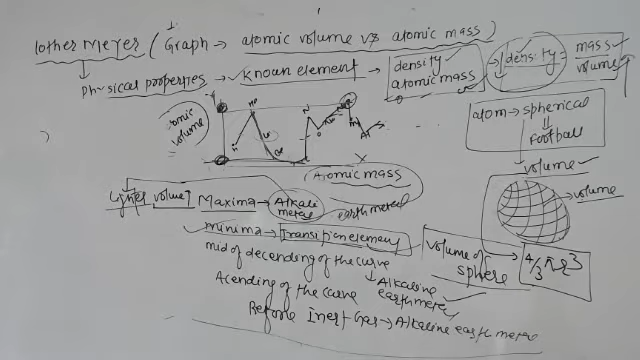 Lother Meyer ( Graph → atomic volume vs atomic mass )
Physical properties → Known element → density atomic mass → density = mass volume
atomic volume
atom → spherical
football
volume
volume
Atomic mass
Higher volume Maxima → Alkali metal earth metal
minima → Transition element
mid of decending of the curve
→ Alkaline earth metal
Acending of the curve
Before Inert Gas → Alkaline earth metal
Volume of sphere → 4/3 πr3